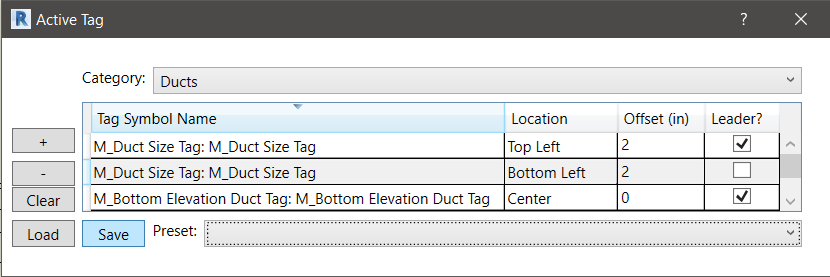 R Active Tag ?
Category: Ducts
Tag Symbol Name Location Offset (in) Leader?
+ M_Duct Size Tag: M_Duct Size Tag Top Left 2
- M_Duct Size Tag: M_Duct Size Tag Bottom Left 2
Clear M_Bottom Elevation Duct Tag: M_Bottom Elevation Duct Tag Center 0
Load Save Preset: